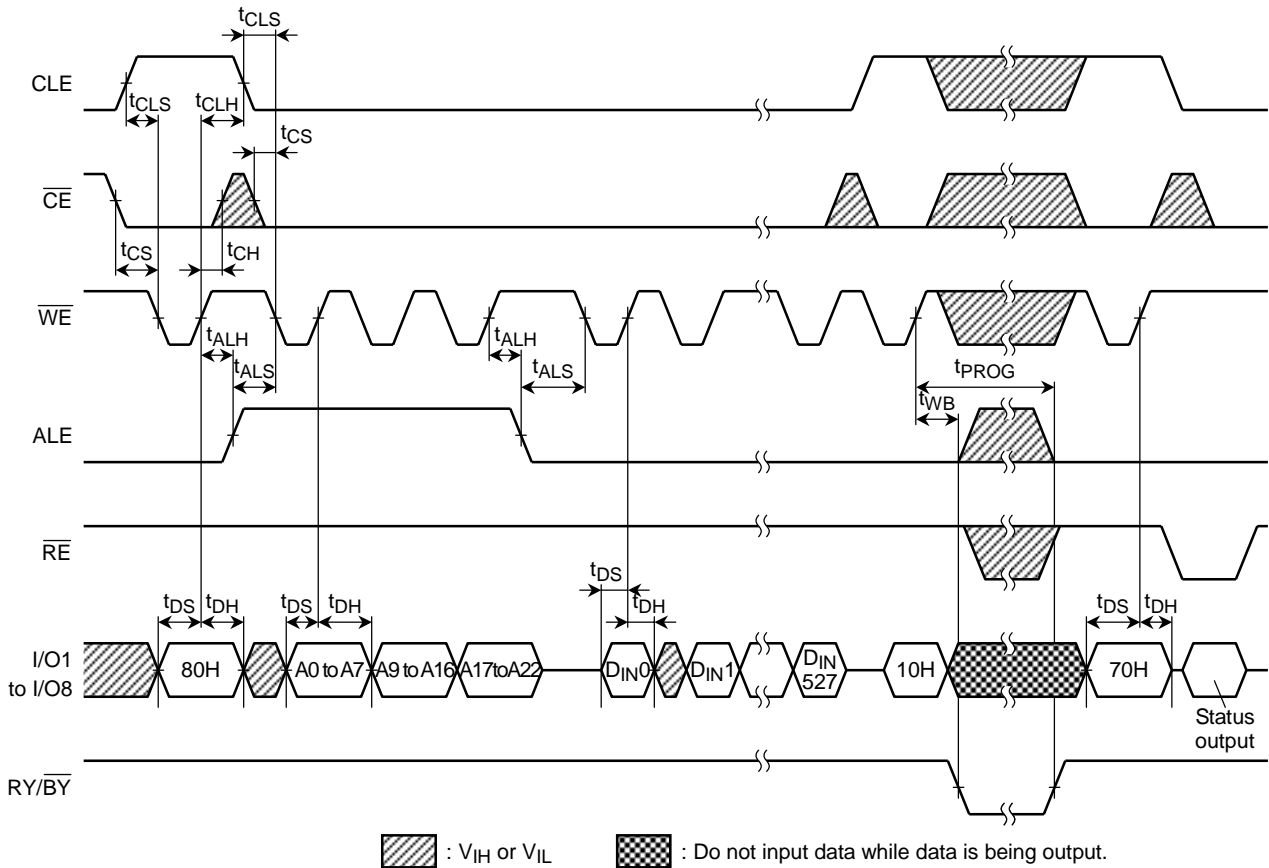 tCLS
CLE
tCLS tCLH
tCS
CE
tCS tCH
WE
tALH tALH
tALS tALS tPROG
tWB
ALE
RE
tDS
tDS tDH tDS tDH tDH tDS tDH
I/O1
to I/O8
80H A0 to A7 A9 to A16 A17 to A22 DIN0 DIN1 DIN
527 10H 70H
Status
output
RY/BY
: VIH or VIL : Do not input data while data is being output.